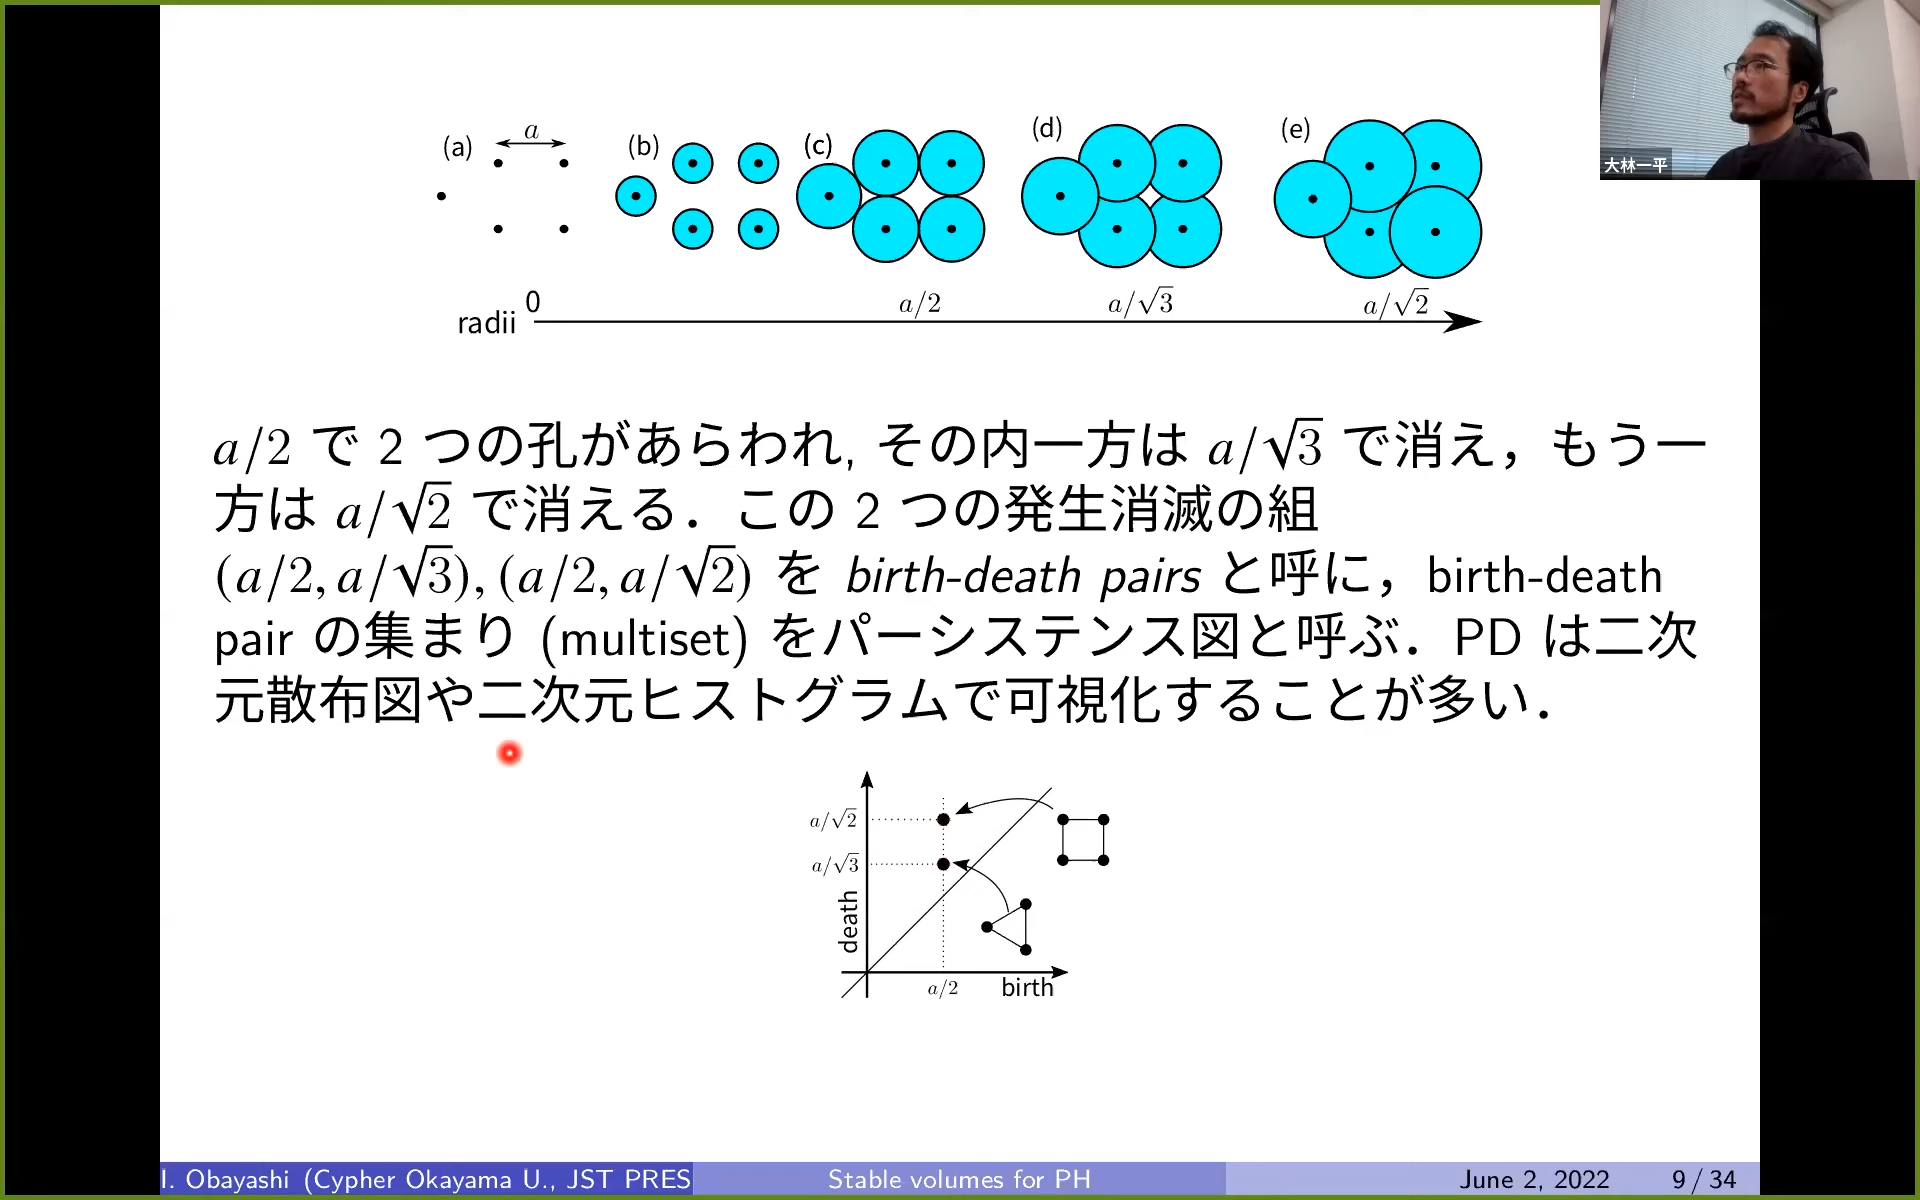 大林一平
(a) a (b) (c) (d) (e)
radii 0 a/2 a/√3 a/√2
a/2 で 2 つの孔があらわれ, その内一方は a/√3 で消え，もう一
方は a/√2 で消える．この 2 つの発生消滅の組
(a/2, a/√3), (a/2, a/√2) を birth-death pairs と呼に，birth-death
pair の集まり (multiset) をパーシステンス図と呼ぶ．PD は二次
元散布図や二次元ヒストグラムで可視化することが多い．
a/√2
a/√3
death
a/2 birth
I. Obayashi (Cypher Okayama U., JST PRES Stable volumes for PH June 2, 2022 9 / 34